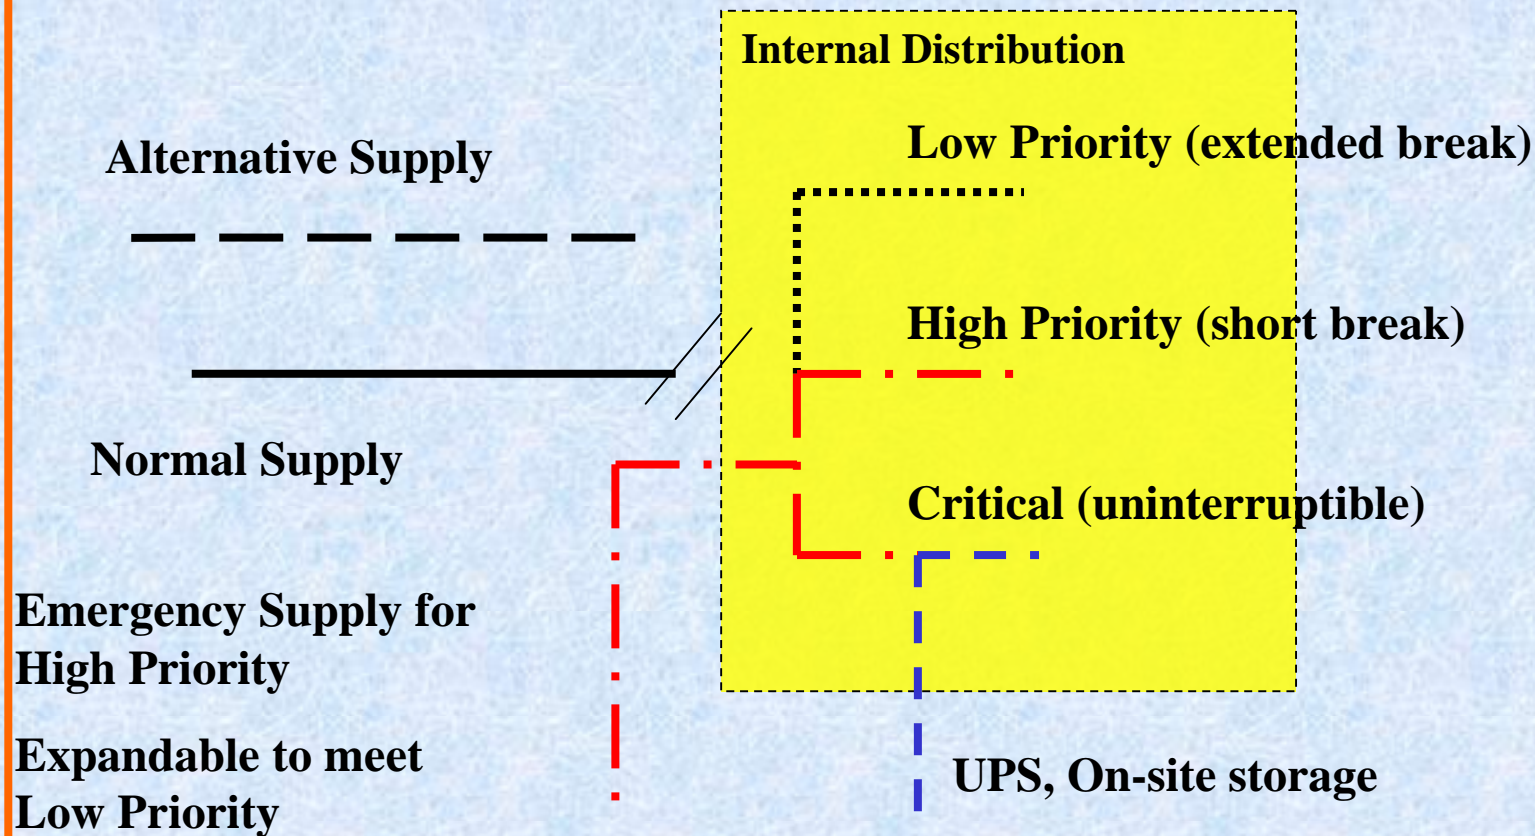 Internal Distribution
Alternative Supply
Low Priority (extended break)
High Priority (short break)
Normal Supply
Critical (uninterruptible)
Emergency Supply for
High Priority
Expandable to meet
Low Priority
UPS, On-site storage